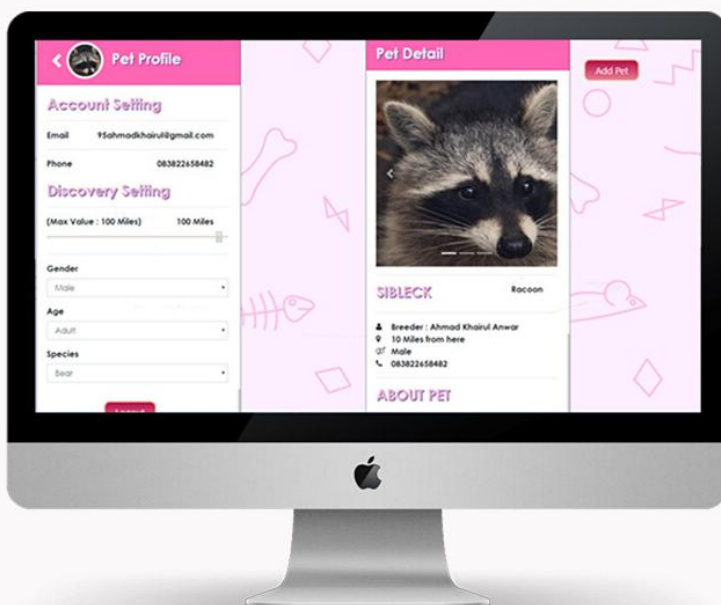 Pet Profile
Account Setting
Email 95ahmadkhairul@gmail.com
Phone 083822658482
Discovery Setting
(Max Value : 100 Miles) 100 Miles
Gender
Male
Age
Adult
Species
Bear
Logout
Pet Detail
SIBLECK Racoon
Breeder : Ahmad Khairul Anwar
10 Miles from here
Male
083822658482
ABOUT PET
Add Pet